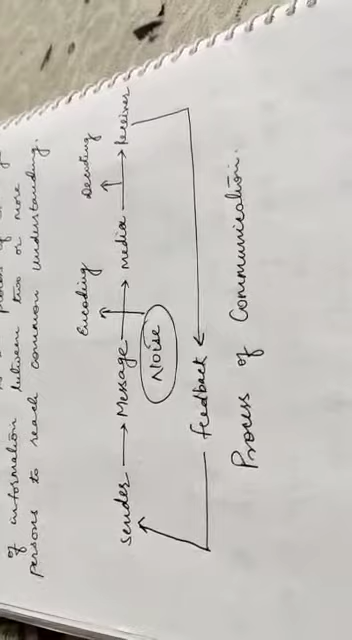 of information between two or more
persons to reach common understanding.
Encoding Decoding
Sender → Message → Media → Receiver
Noise
Feedback
Process of Communication.